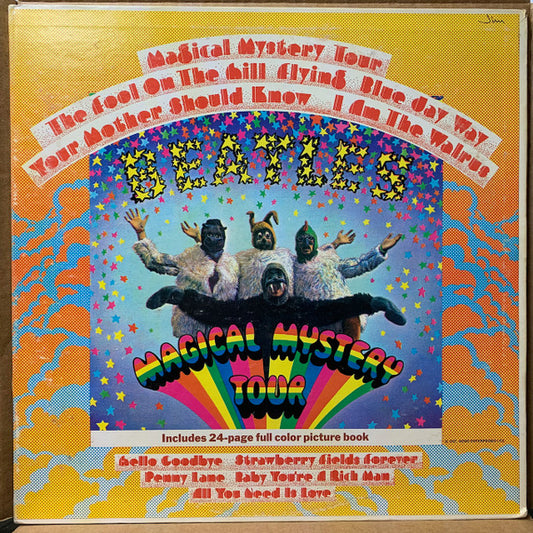 Jim
Magical Mystery Tour
The Fool On The Hill Flying Blue Jay Way
Your Mother Should Know I Am The Walrus
BEATLES
MAGICAL MYSTERY
TOUR
Includes 24-page full color picture book
Hello Goodbye Strawberry Fields Forever
Penny Lane Baby You're A Rich Man
All You Need Is Love